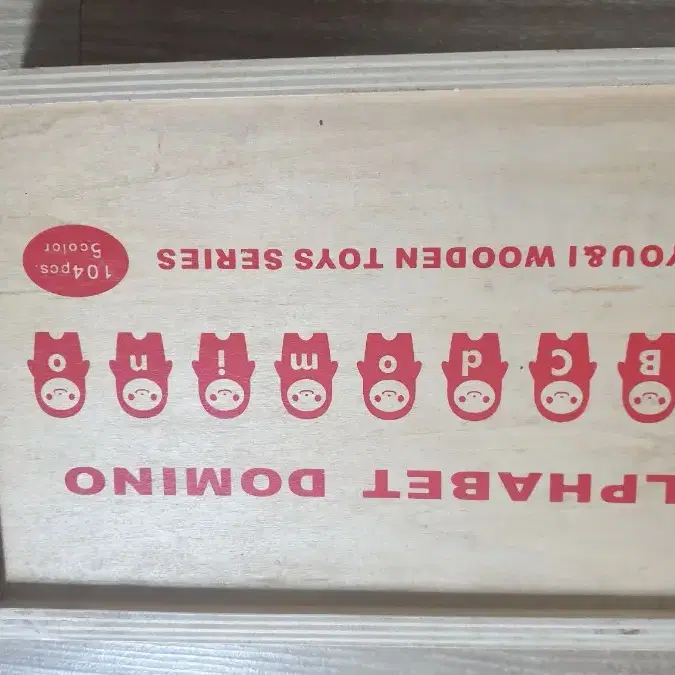 LPHABET DOMINO
B C d o m i n o
YOU&I WOODEN TOYS SERIES
104pcs.
5color